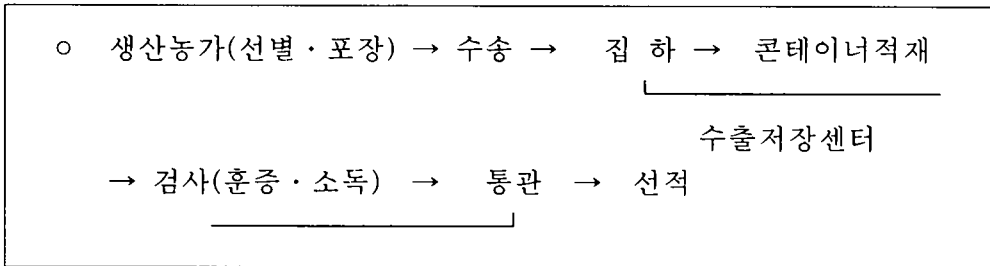 ○ 생산농가(선별·포장) → 수송 → 집 하 → 콘테이너적재
수출저장센터
→ 검사(훈증·소독) → 통관 → 선적